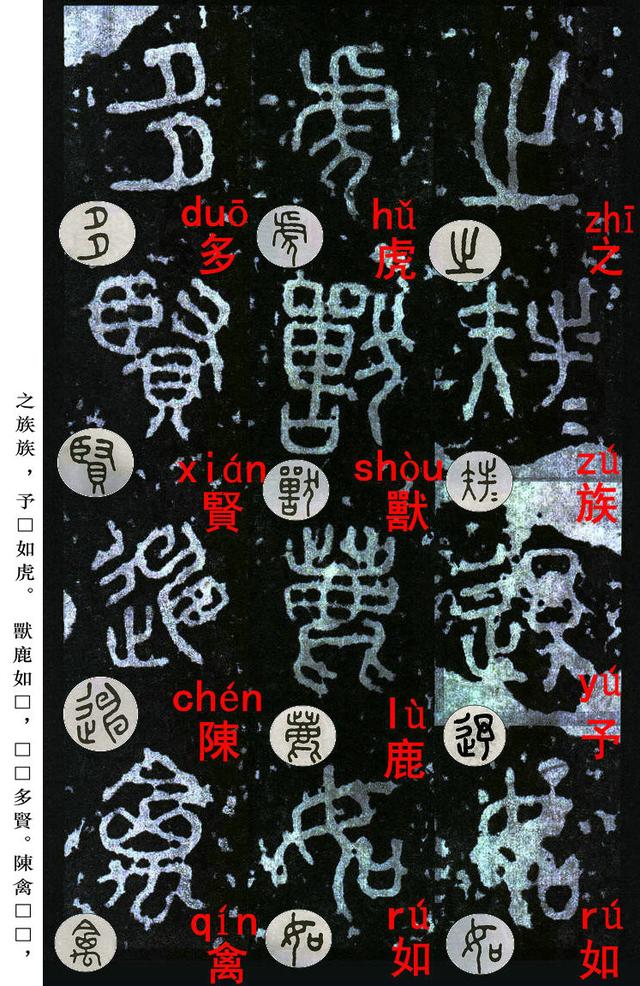 之族族，予□如虎。獸鹿如□，□□多賢。陳禽□□，
zhī
之
zú
族
yú
予
rú
如
hǔ
虎
shòu
獸
lù
鹿
rú
如
duō
多
xián
賢
chén
陳
qín
禽